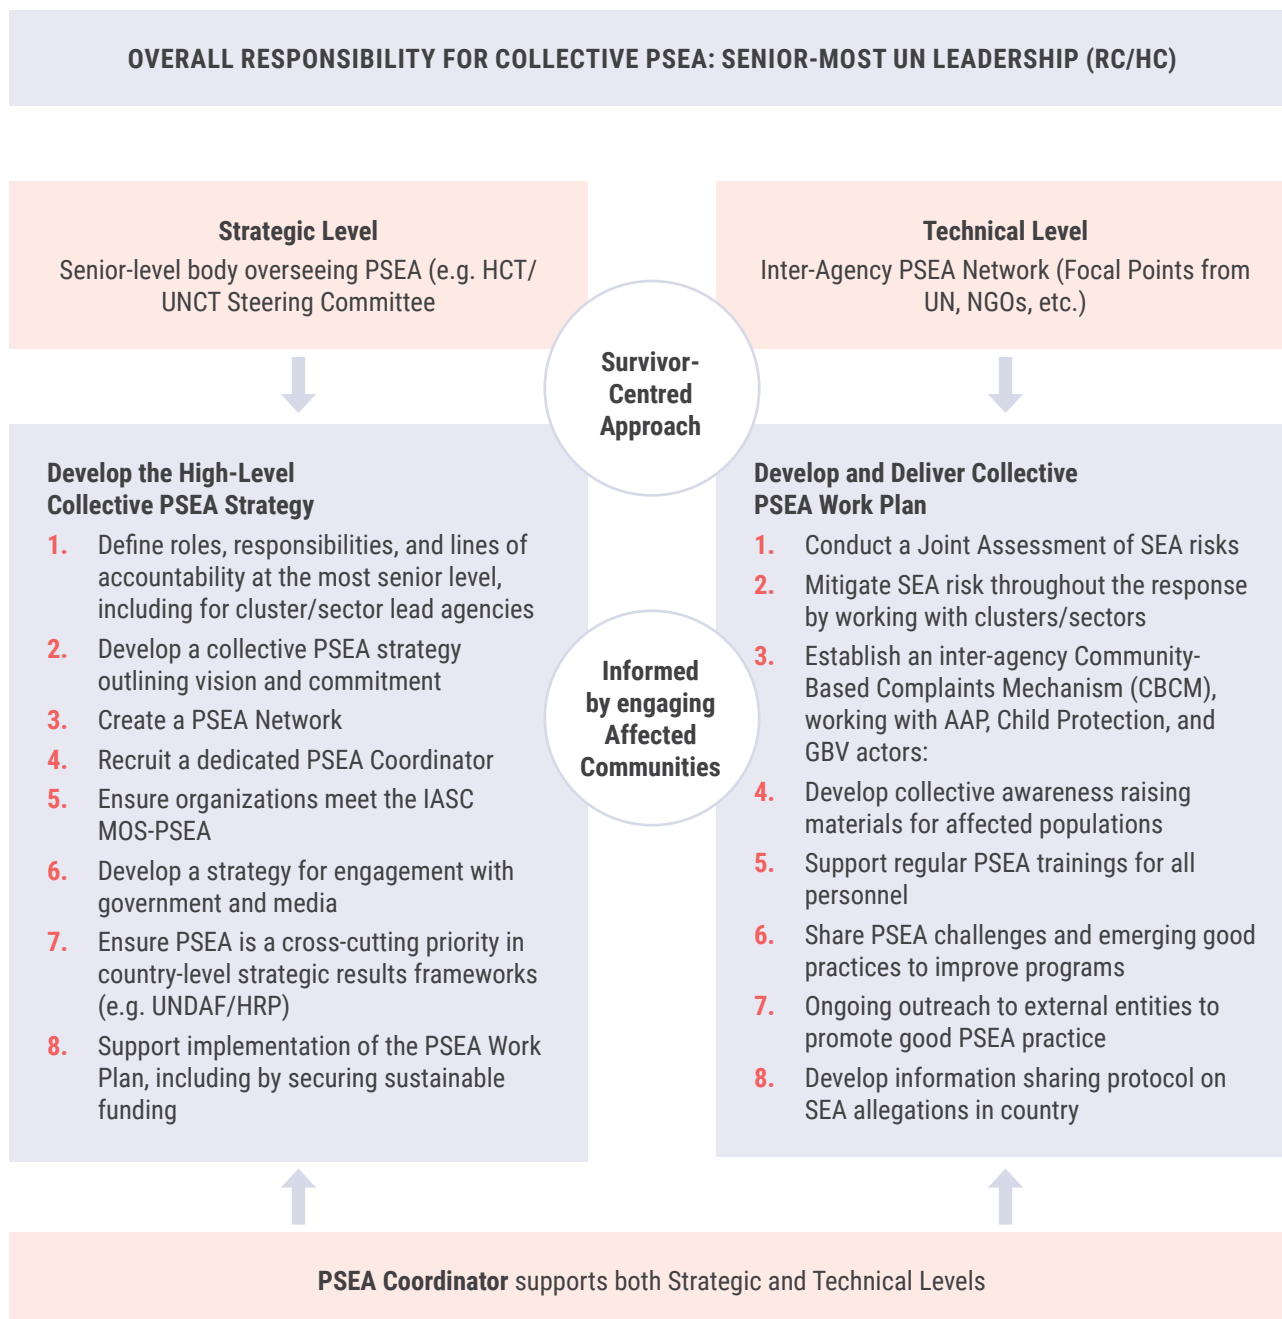 OVERALL RESPONSIBILITY FOR COLLECTIVE PSEA: SENIOR-MOST UN LEADERSHIP (RC/HC)
Strategic Level
Senior-level body overseeing PSEA (e.g. HCT/
UNCT Steering Committee
Technical Level
Inter-Agency PSEA Network (Focal Points from
UN, NGOs, etc.)
Survivor-
Centred
Approach
Informed
by engaging
Affected
Communities
Develop the High-Level
Collective PSEA Strategy
1. Define roles, responsibilities, and lines of
accountability at the most senior level,
including for cluster/sector lead agencies
2. Develop a collective PSEA strategy
outlining vision and commitment
3. Create a PSEA Network
4. Recruit a dedicated PSEA Coordinator
5. Ensure organizations meet the IASC
MOS-PSEA
6. Develop a strategy for engagement with
government and media
7. Ensure PSEA is a cross-cutting priority in
country-level strategic results frameworks
(e.g. UNDAF/HRP)
8. Support implementation of the PSEA Work
Plan, including by securing sustainable
funding
Develop and Deliver Collective
PSEA Work Plan
1. Conduct a Joint Assessment of SEA risks
2. Mitigate SEA risk throughout the response
by working with clusters/sectors
3. Establish an inter-agency Community-
Based Complaints Mechanism (CBCM),
working with AAP, Child Protection, and
GBV actors:
4. Develop collective awareness raising
materials for affected populations
5. Support regular PSEA trainings for all
personnel
6. Share PSEA challenges and emerging good
practices to improve programs
7. Ongoing outreach to external entities to
promote good PSEA practice
8. Develop information sharing protocol on
SEA allegations in country
PSEA Coordinator supports both Strategic and Technical Levels